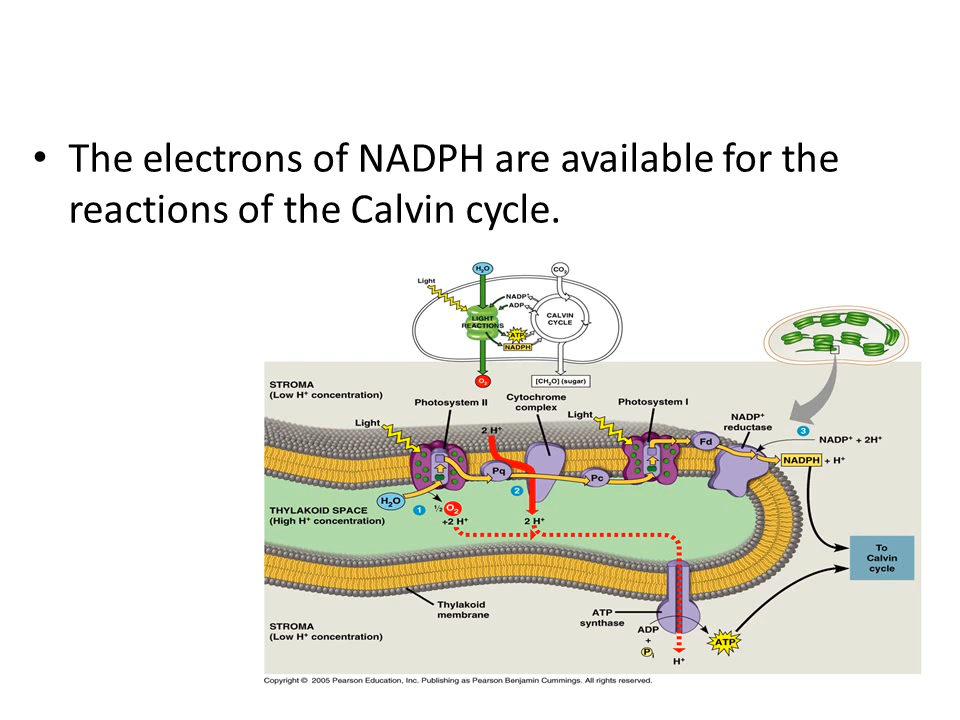 • The electrons of NADPH are available for the
reactions of the Calvin cycle.
H₂O
CO₂
Light
NADP⁺
ADP
LIGHT
REACTIONS
CALVIN
CYCLE
ATP
NADPH
O₂
[CH₂O] (sugar)
STROMA
(Low H⁺ concentration)
Photosystem II
Cytochrome
complex
Photosystem I
Light
2 H⁺
Light
NADP⁺
reductase
Fd
3
NADP⁺ + 2H⁺
NADPH + H⁺
Pq
Pc
2
H₂O
1
½ O₂
+2 H⁺
2 H⁺
THYLAKOID SPACE
(High H⁺ concentration)
To
Calvin
cycle
Thylakoid
membrane
STROMA
(Low H⁺ concentration)
ATP
synthase
ADP
+
Pᵢ
ATP
H⁺
Copyright © 2005 Pearson Education, Inc. Publishing as Pearson Benjamin Cummings. All rights reserved.